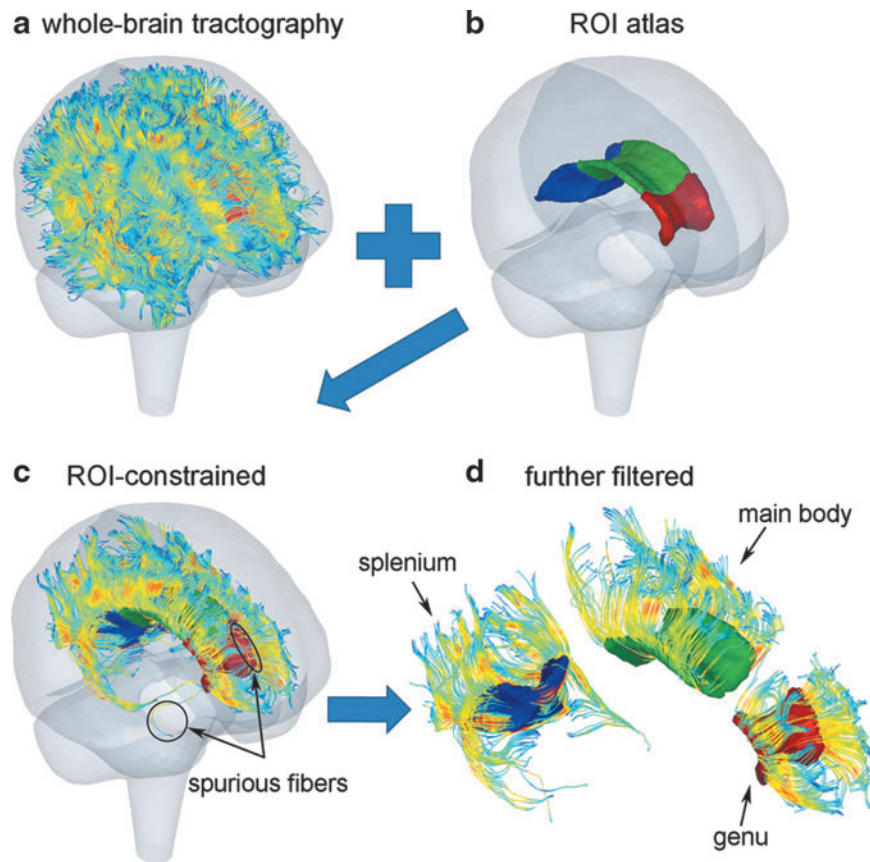 a whole-brain tractography
b ROI atlas
c ROI-constrained
spurious fibers
d further filtered
splenium
main body
genu